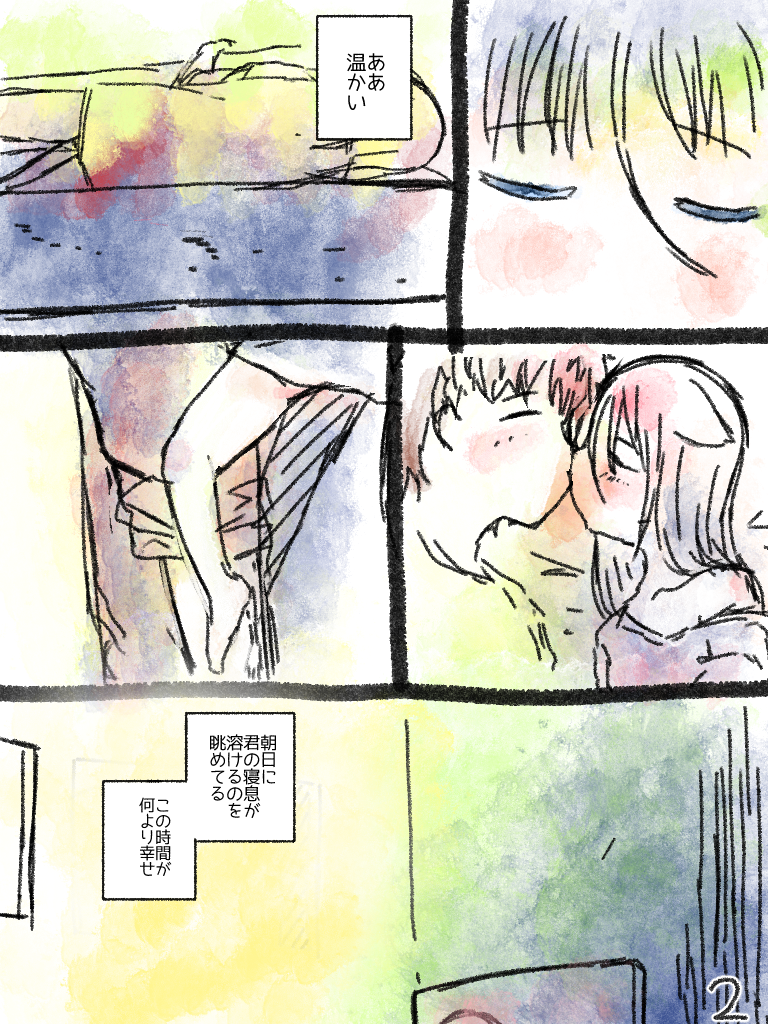 ああ
温かい
朝日に
君の寝息が
溶けるのを
眺めてる
この時間が
何より幸せ
2